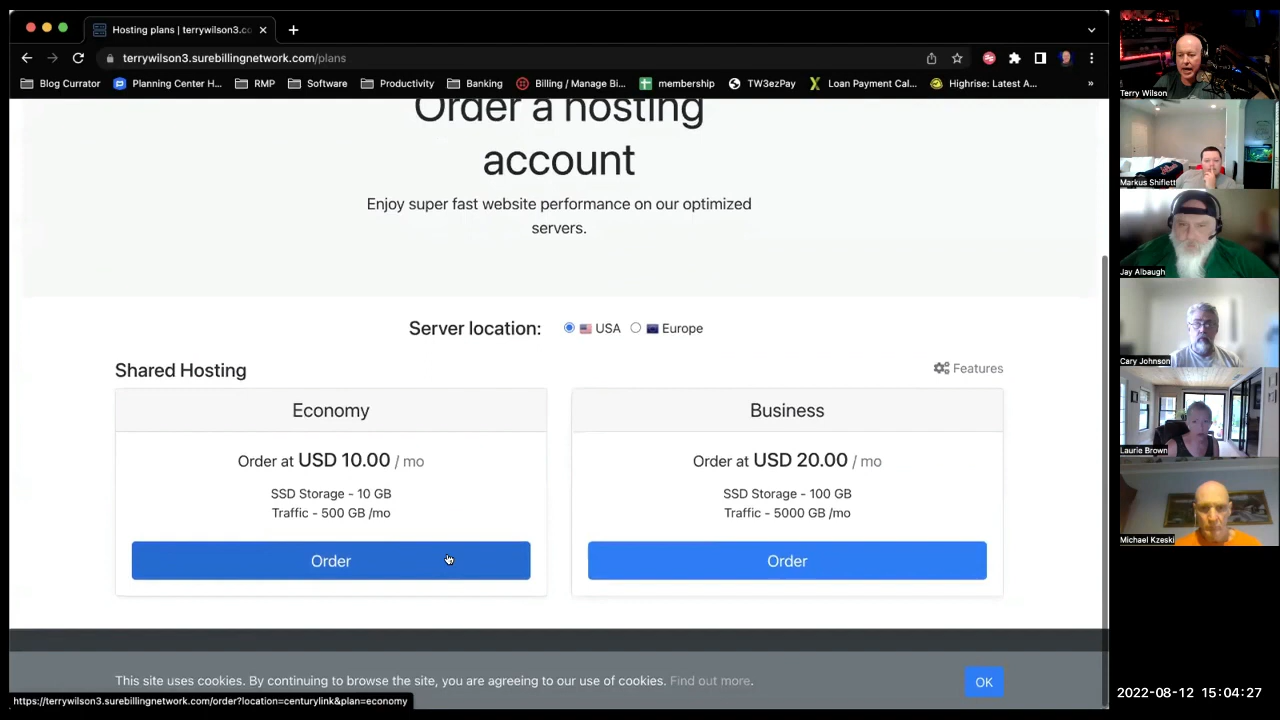 Hosting plans | terrywilson3.co
terrywilson3.surebillingnetwork.com/plans
Blog Currator
Planning Center H...
RMP
Software
Productivity
Banking
Billing / Manage Bi...
membership
TW3ezPay
Loan Payment Cal...
Highrise: Latest A...
»
Order a hosting
account
Enjoy super fast website performance on our optimized
servers.
Server location:
USA
Europe
Shared Hosting
Features
Economy
Order at USD 10.00 / mo
SSD Storage - 10 GB
Traffic - 500 GB /mo
Order
Business
Order at USD 20.00 / mo
SSD Storage - 100 GB
Traffic - 5000 GB /mo
Order
This site uses cookies. By continuing to browse the site, you are agreeing to our use of cookies. Find out more.
OK
https://terrywilson3.surebillingnetwork.com/order?location=centurylink&plan=economy
Terry Wilson
Markus Shiflett
Jay Albaugh
Cary Johnson
Laurie Brown
Michael Kzeski
2022-08-12 15:04:27